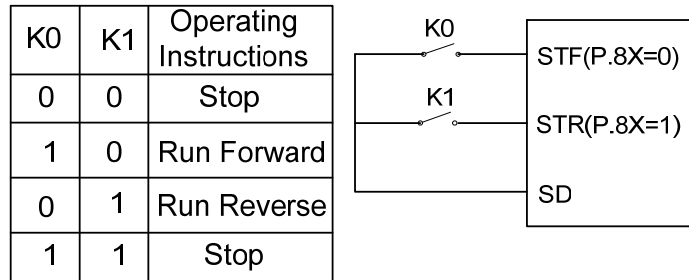 K0 K1 Operating Instructions
0 0 Stop
1 0 Run Forward
0 1 Run Reverse
1 1 Stop
K0
STF(P.8X=0)
K1
STR(P.8X=1)
SD